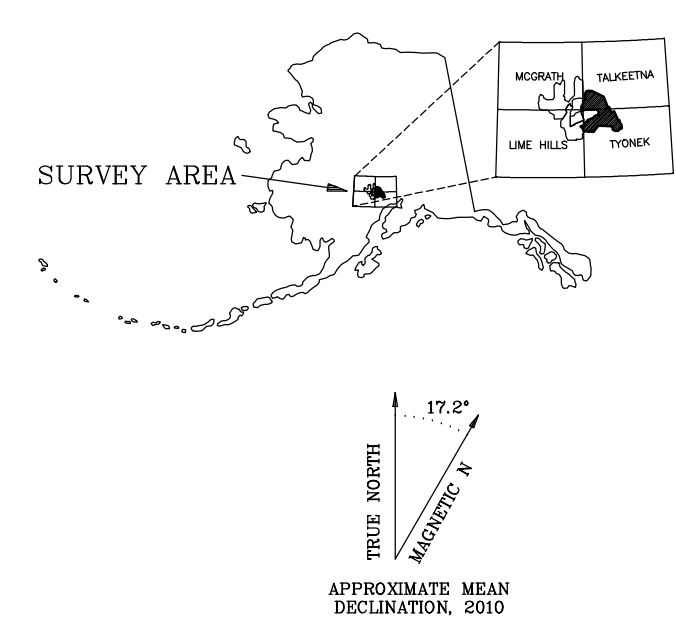 MCGRATH
TALKEETNA
LIME HILLS
TYONEK
SURVEY AREA
17.2°
TRUE NORTH
MAGNETIC N
APPROXIMATE MEAN
DECLINATION, 2010